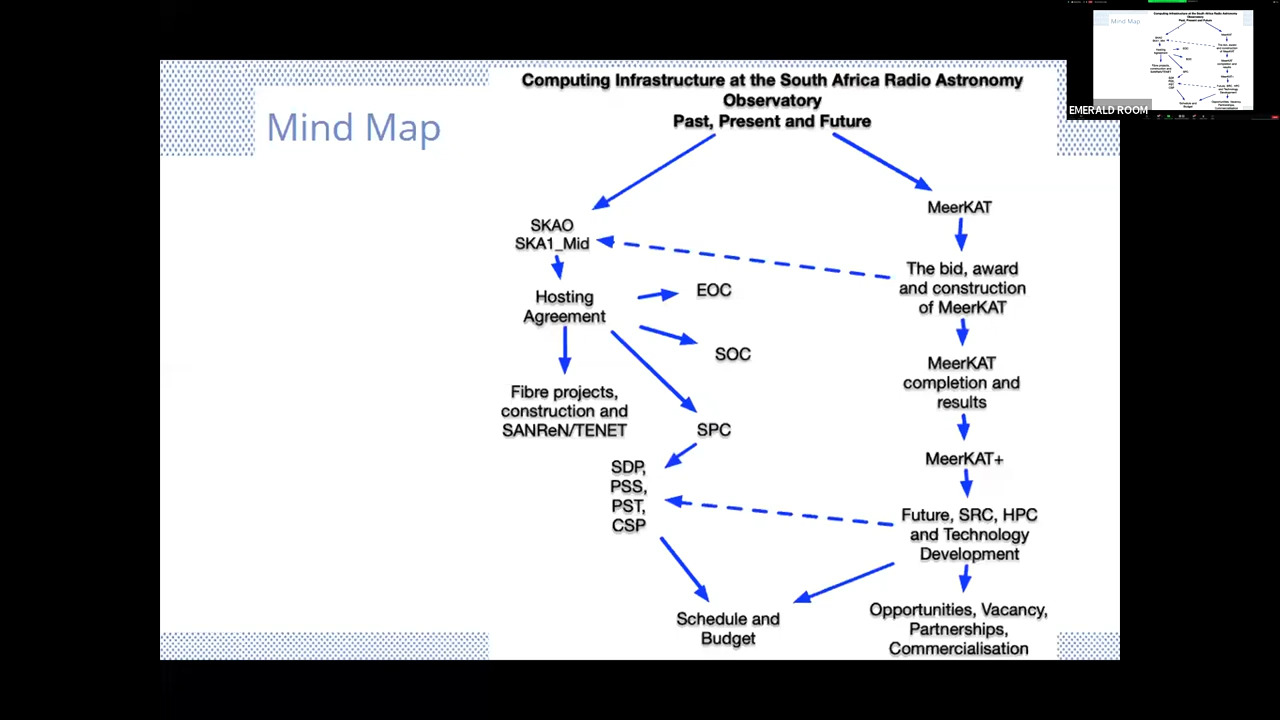 Computing Infrastructure at the South Africa Radio Astronomy
Observatory
Past, Present and Future
Mind Map
SKAO
SKA1_Mid
Hosting
Agreement
EOC
SOC
Fibre projects,
construction and
SANReN/TENET
SPC
SDP,
PSS,
PST,
CSP
Schedule and
Budget
MeerKAT
The bid, award
and construction
of MeerKAT
MeerKAT
completion and
results
MeerKAT+
Future, SRC, HPC
and Technology
Development
Opportunities, Vacancy,
Partnerships,
Commercialisation
Mind Map
EMERALD ROOM